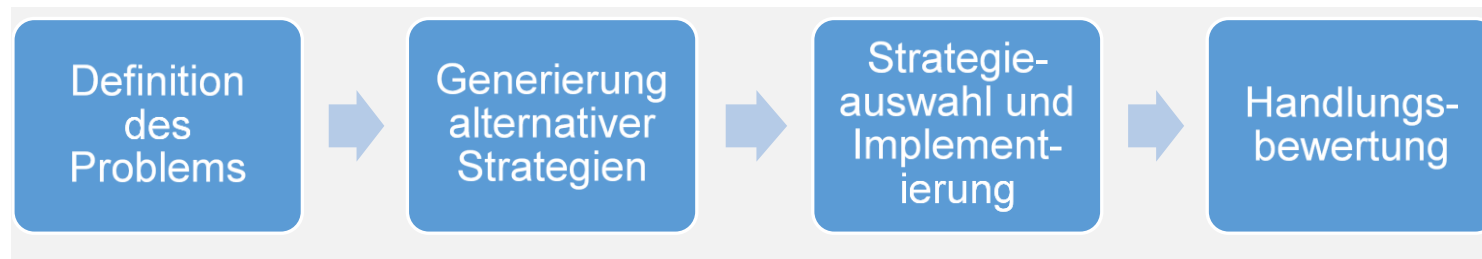 Definition
des
Problems
Generierung
alternativer
Strategien
Strategie-
auswahl und
Implement-
ierung
Handlungs-
bewertung